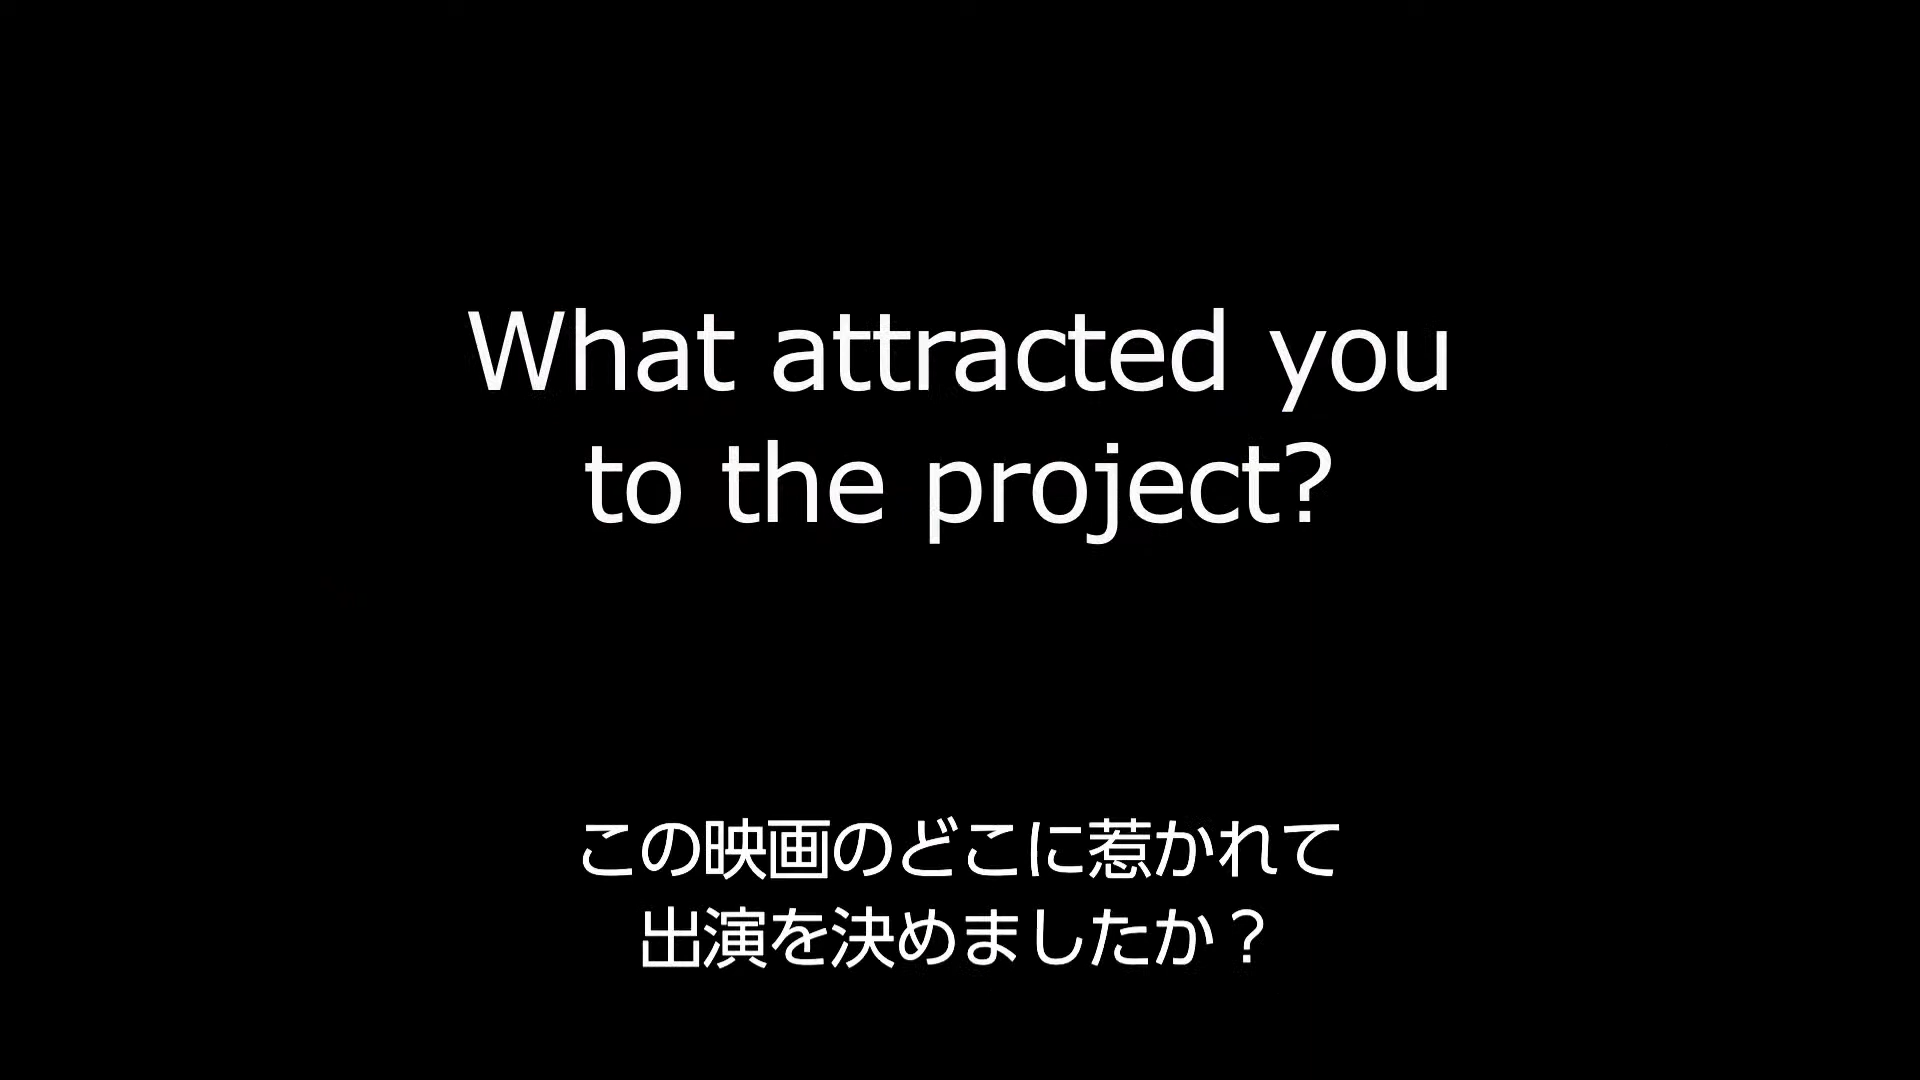 What attracted you
to the project?
この映画のどこに惹かれて
出演を決めましたか？